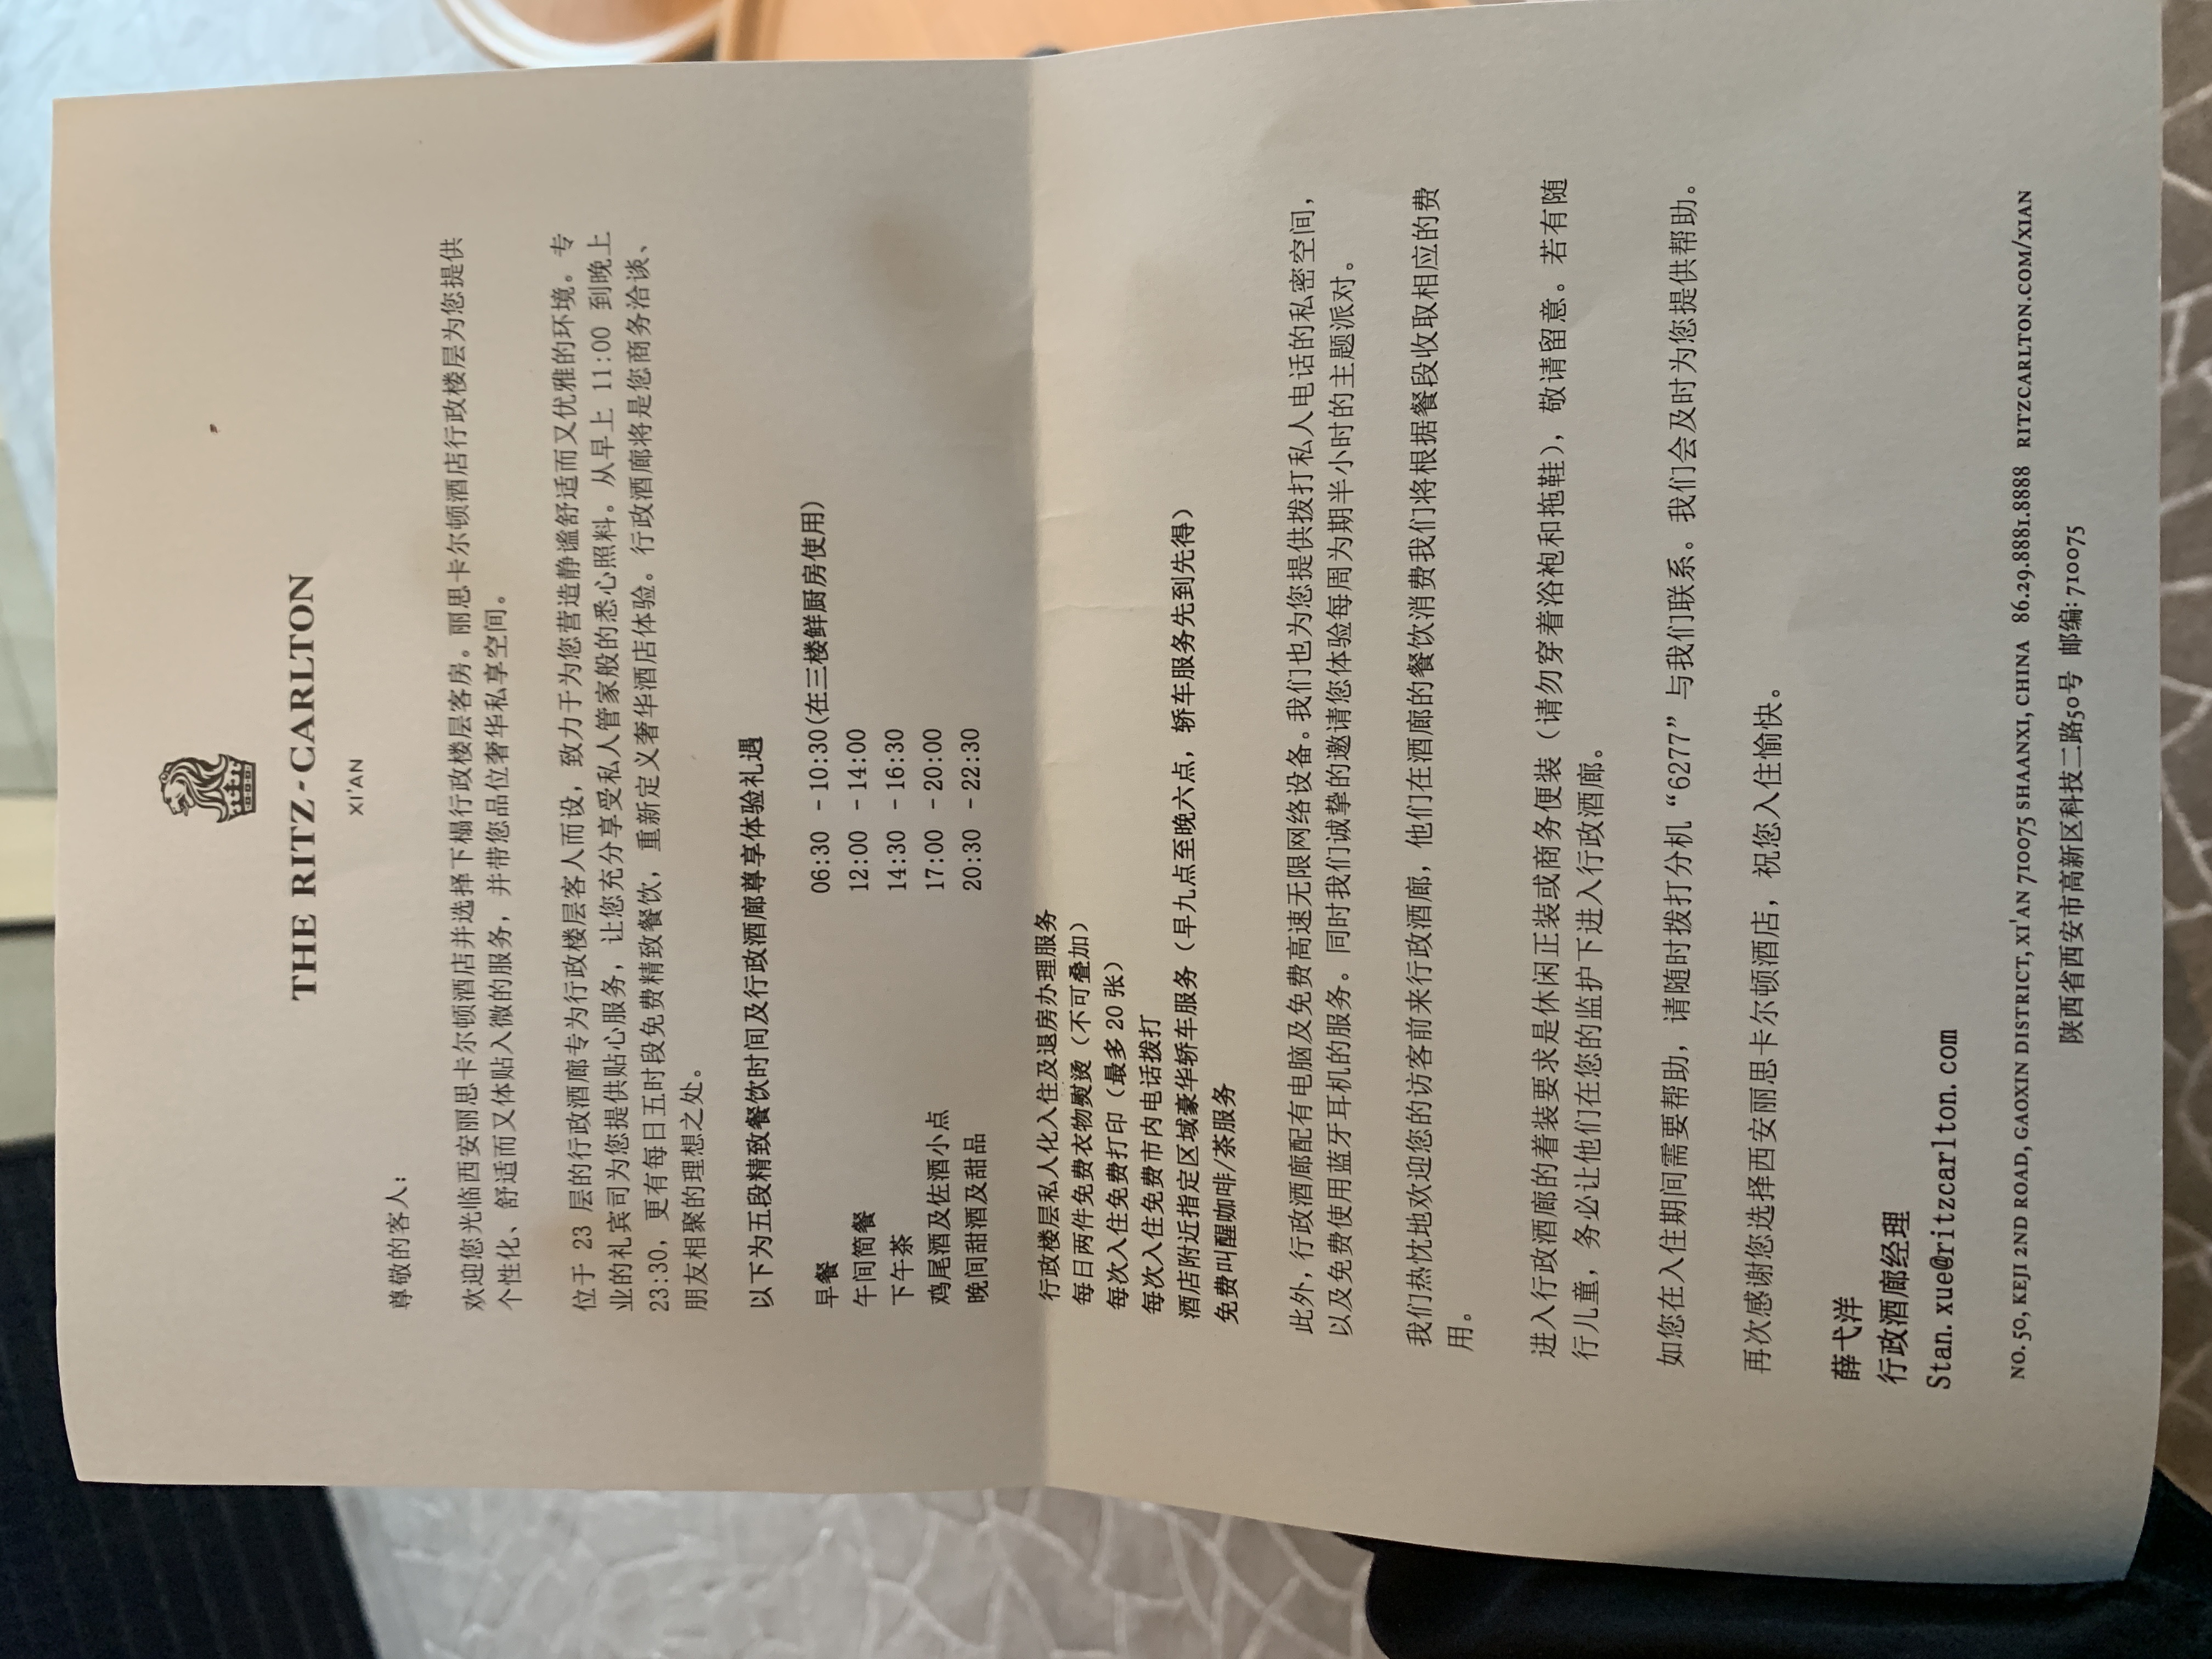 THE RITZ-CARLTON
XI'AN
尊敬的客人：
欢迎您光临西安丽思卡尔顿酒店并选择下榻行政楼层客房。丽思卡尔顿酒店行政楼层为您提供
个性化、舒适而又体贴入微的服务，并带您品位奢华私享空间。
位于 23 层的行政酒廊专为行政楼层客人而设，致力于为您营造静谧舒适而又优雅的环境。专
业的礼宾司为您提供贴心服务，让您充分享受私人管家般的悉心照料。从早上 11:00 到晚上
23:30，更有每日五时段免费精致餐饮，重新定义奢华酒店体验。行政酒廊将是您商务洽谈、
朋友相聚的理想之处。
以下为五段精致餐饮时间及行政酒廊尊享体验礼遇
早餐 06:30 - 10:30(在三楼鲜厨房使用)
午间简餐 12:00 - 14:00
下午茶 14:30 - 16:30
鸡尾酒及佐酒小点 17:00 - 20:00
晚间甜酒及甜品 20:30 - 22:30
行政楼层私人化入住及退房办理服务
每日两件免费衣物熨烫（不可叠加）
每次入住免费打印（最多 20 张）
每次入住免费市内电话拨打
酒店附近指定区域豪华轿车服务（早九点至晚六点，轿车服务先到先得）
免费叫醒咖啡/茶服务
此外，行政酒廊配有电脑及免费高速无限网络设备。我们也为您提供拨打私人电话的私密空间，
以及免费使用蓝牙耳机的服务。同时我们诚挚的邀请您体验每周为期半小时的主题派对。
我们热忱地欢迎您的访客前来行政酒廊，他们在酒廊的餐饮消费我们将根据餐段收取相应的费
用。
进入行政酒廊的着装要求是休闲正装或商务便装（请勿穿着浴袍和拖鞋），敬请留意。若有随
行儿童，务必让他们在您的监护下进入行政酒廊。
如您在入住期间需要帮助，请随时拨打分机“6277”与我们联系。我们会及时为您提供帮助。
再次感谢您选择西安丽思卡尔顿酒店，祝您入住愉快。
薛弋洋
行政酒廊经理
Stan.xue@ritzcarlton.com
NO. 50, KEJI 2ND ROAD, GAOXIN DISTRICT, XI'AN 710075 SHAANXI, CHINA 86.29.8881.8888 RITZCARLTON.COM/XIAN
陕西省西安市高新区科技二路50号 邮编: 710075